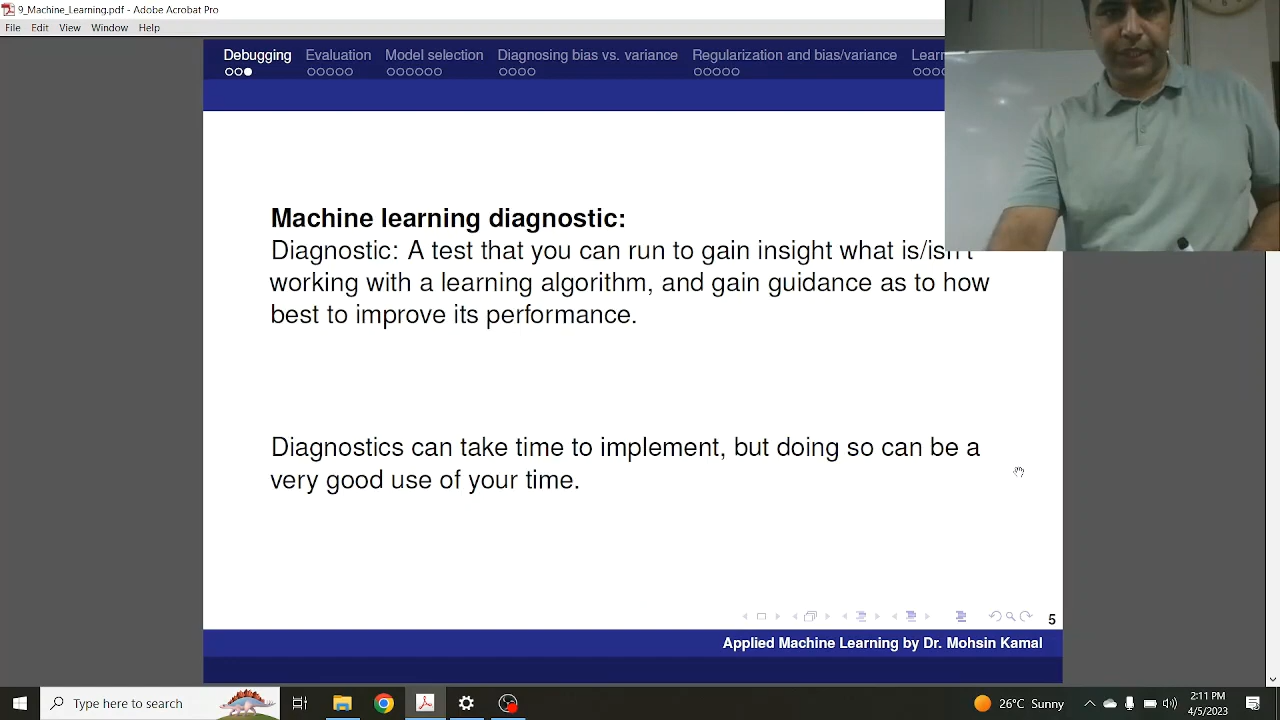 9_Machine_Learning.pdf - Adobe Acrobat Pro
File Edit View Window Help
Debugging Evaluation Model selection Diagnosing bias vs. variance Regularization and bias/variance Learn
Machine learning diagnostic:
Diagnostic: A test that you can run to gain insight what is/isn't
working with a learning algorithm, and gain guidance as to how
best to improve its performance.
Diagnostics can take time to implement, but doing so can be a
very good use of your time.
5
Applied Machine Learning by Dr. Mohsin Kamal
Type here to search
26°C Sunny
2:11 PM
4/5/2023